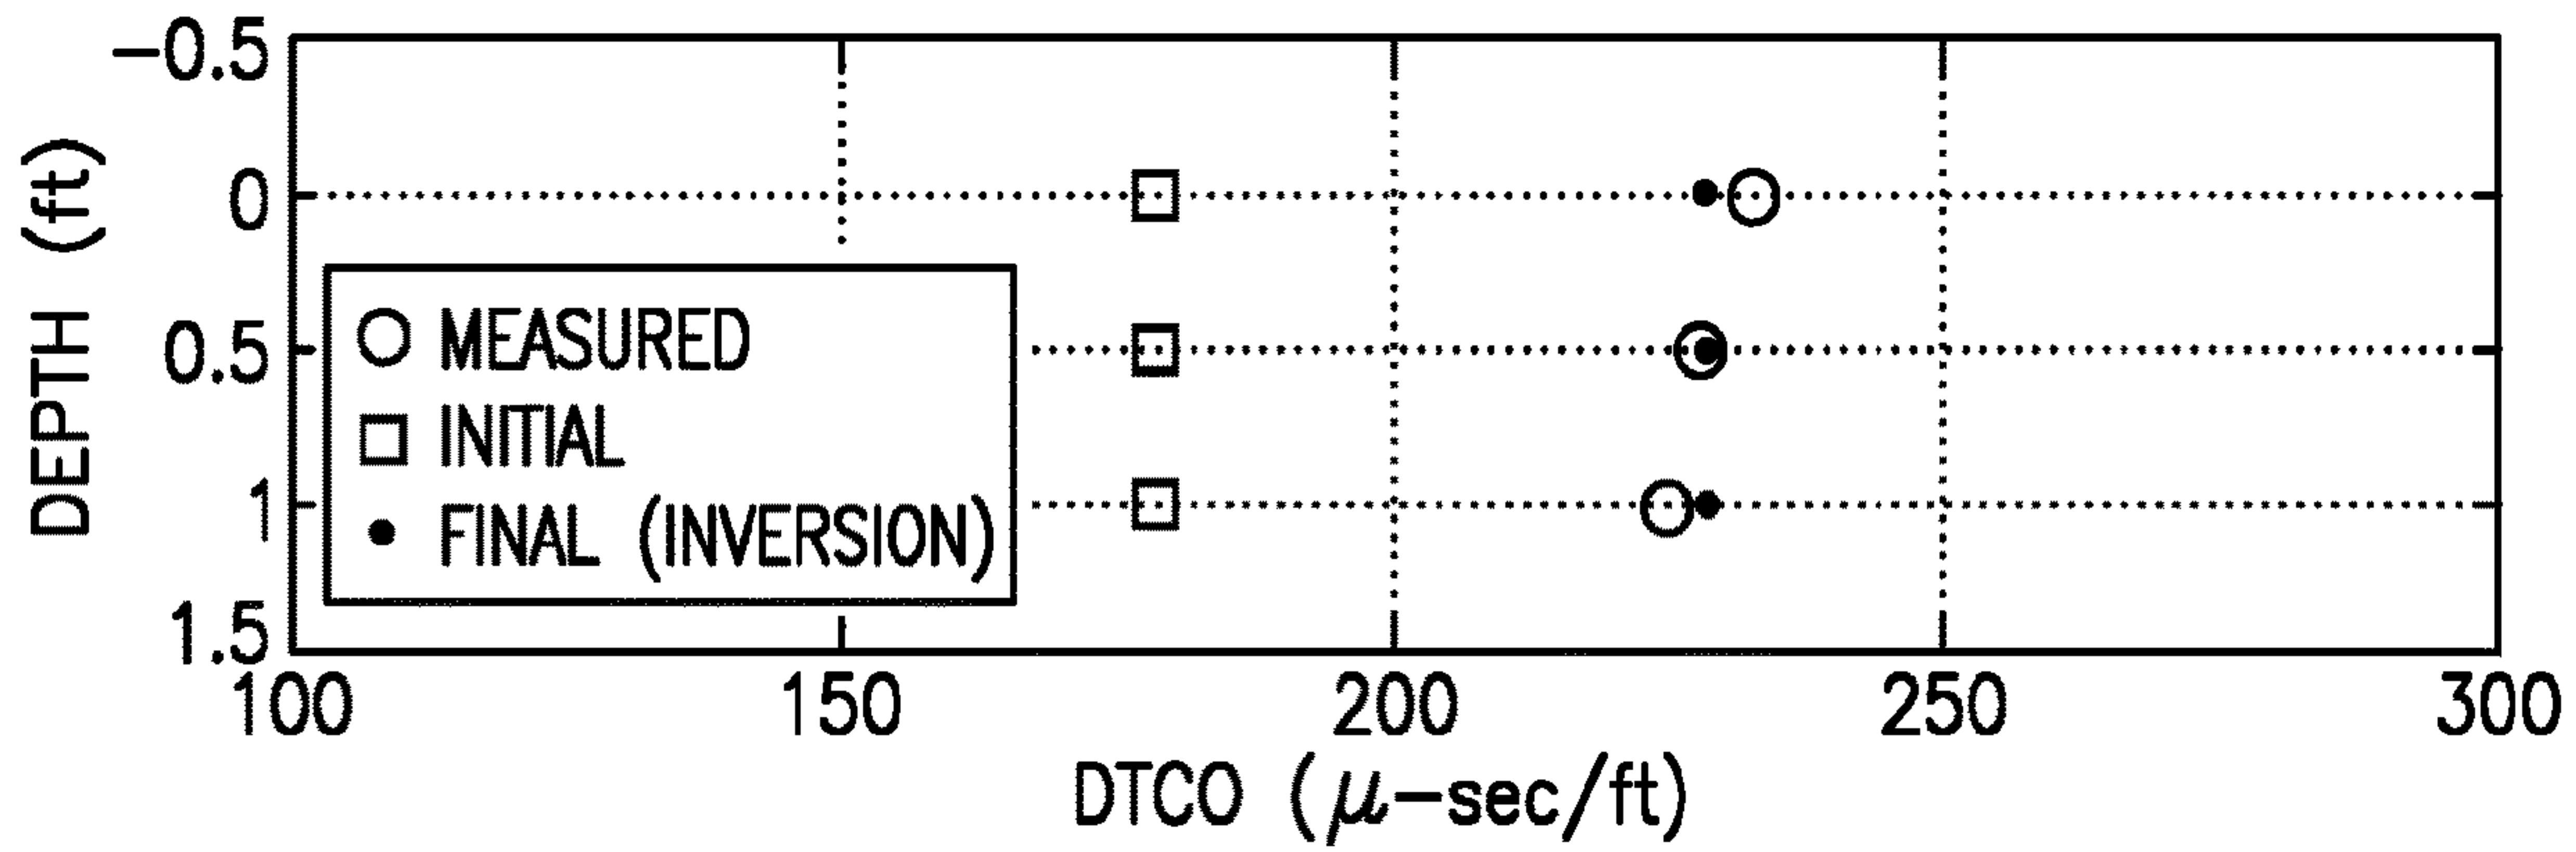 -0.5
0
0.5
1
1.5
DEPTH (ft)
MEASURED
INITIAL
FINAL (INVERSION)
100 150 200 250 300
DTCO (μ-sec/ft)